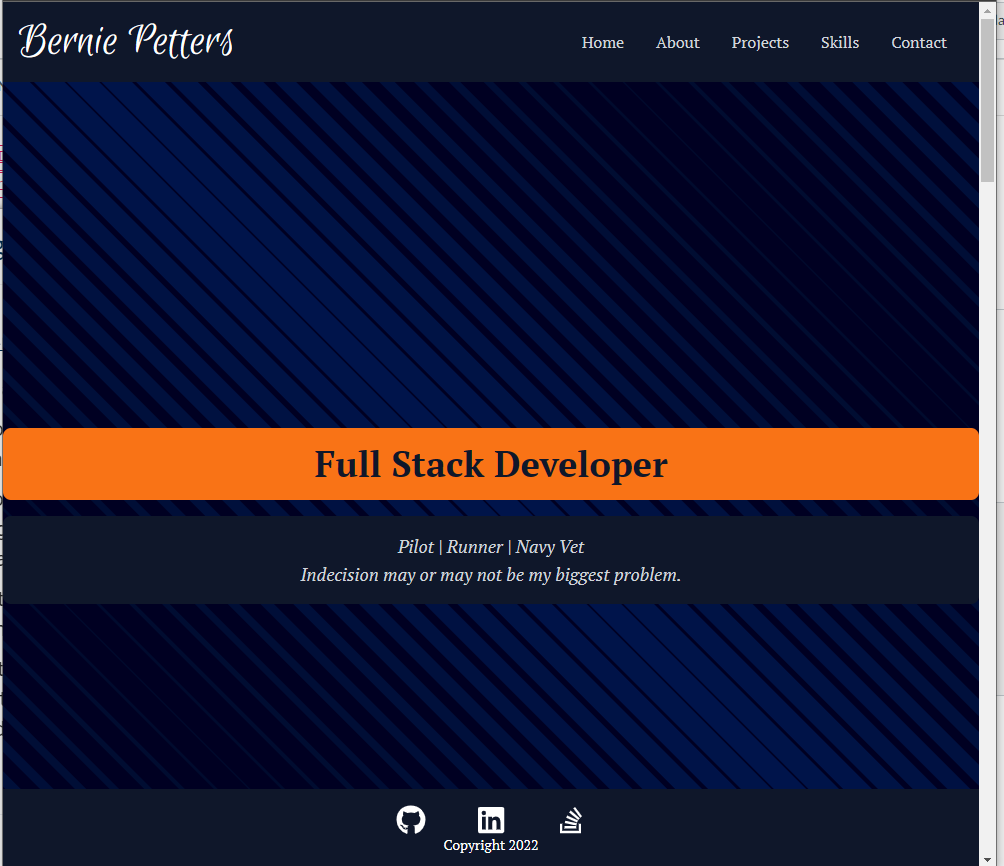 Bernie Petters
Home About Projects Skills Contact
Full Stack Developer
Pilot | Runner | Navy Vet
Indecision may or may not be my biggest problem.
in
Copyright 2022